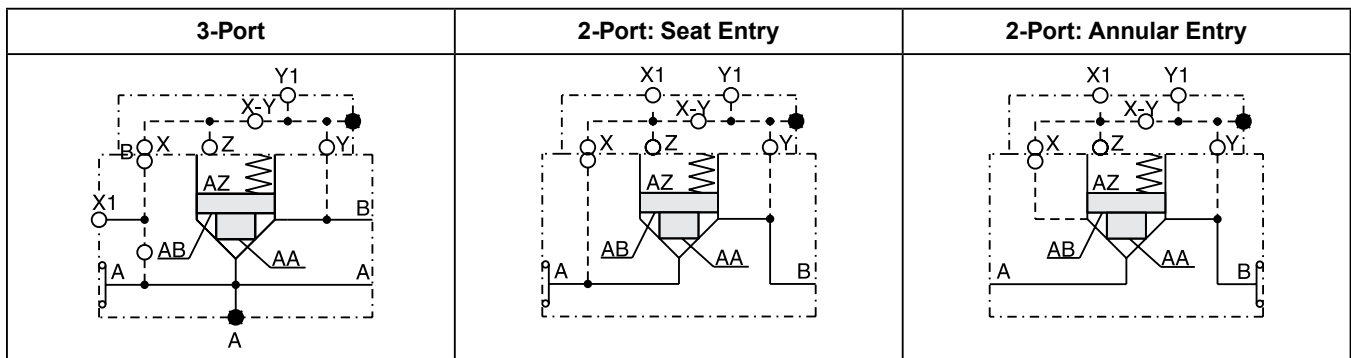 3-Port
2-Port: Seat Entry
2-Port: Annular Entry
Y1
X-Y
X
B
Z
Y
AZ
X1
B
AB
AA
A
A
A
X1
Y1
X-Y
X
Z
Y
AZ
AB
AA
A
B
X1
Y1
X-Y
X
Z
Y
AZ
AB
AA
A
B